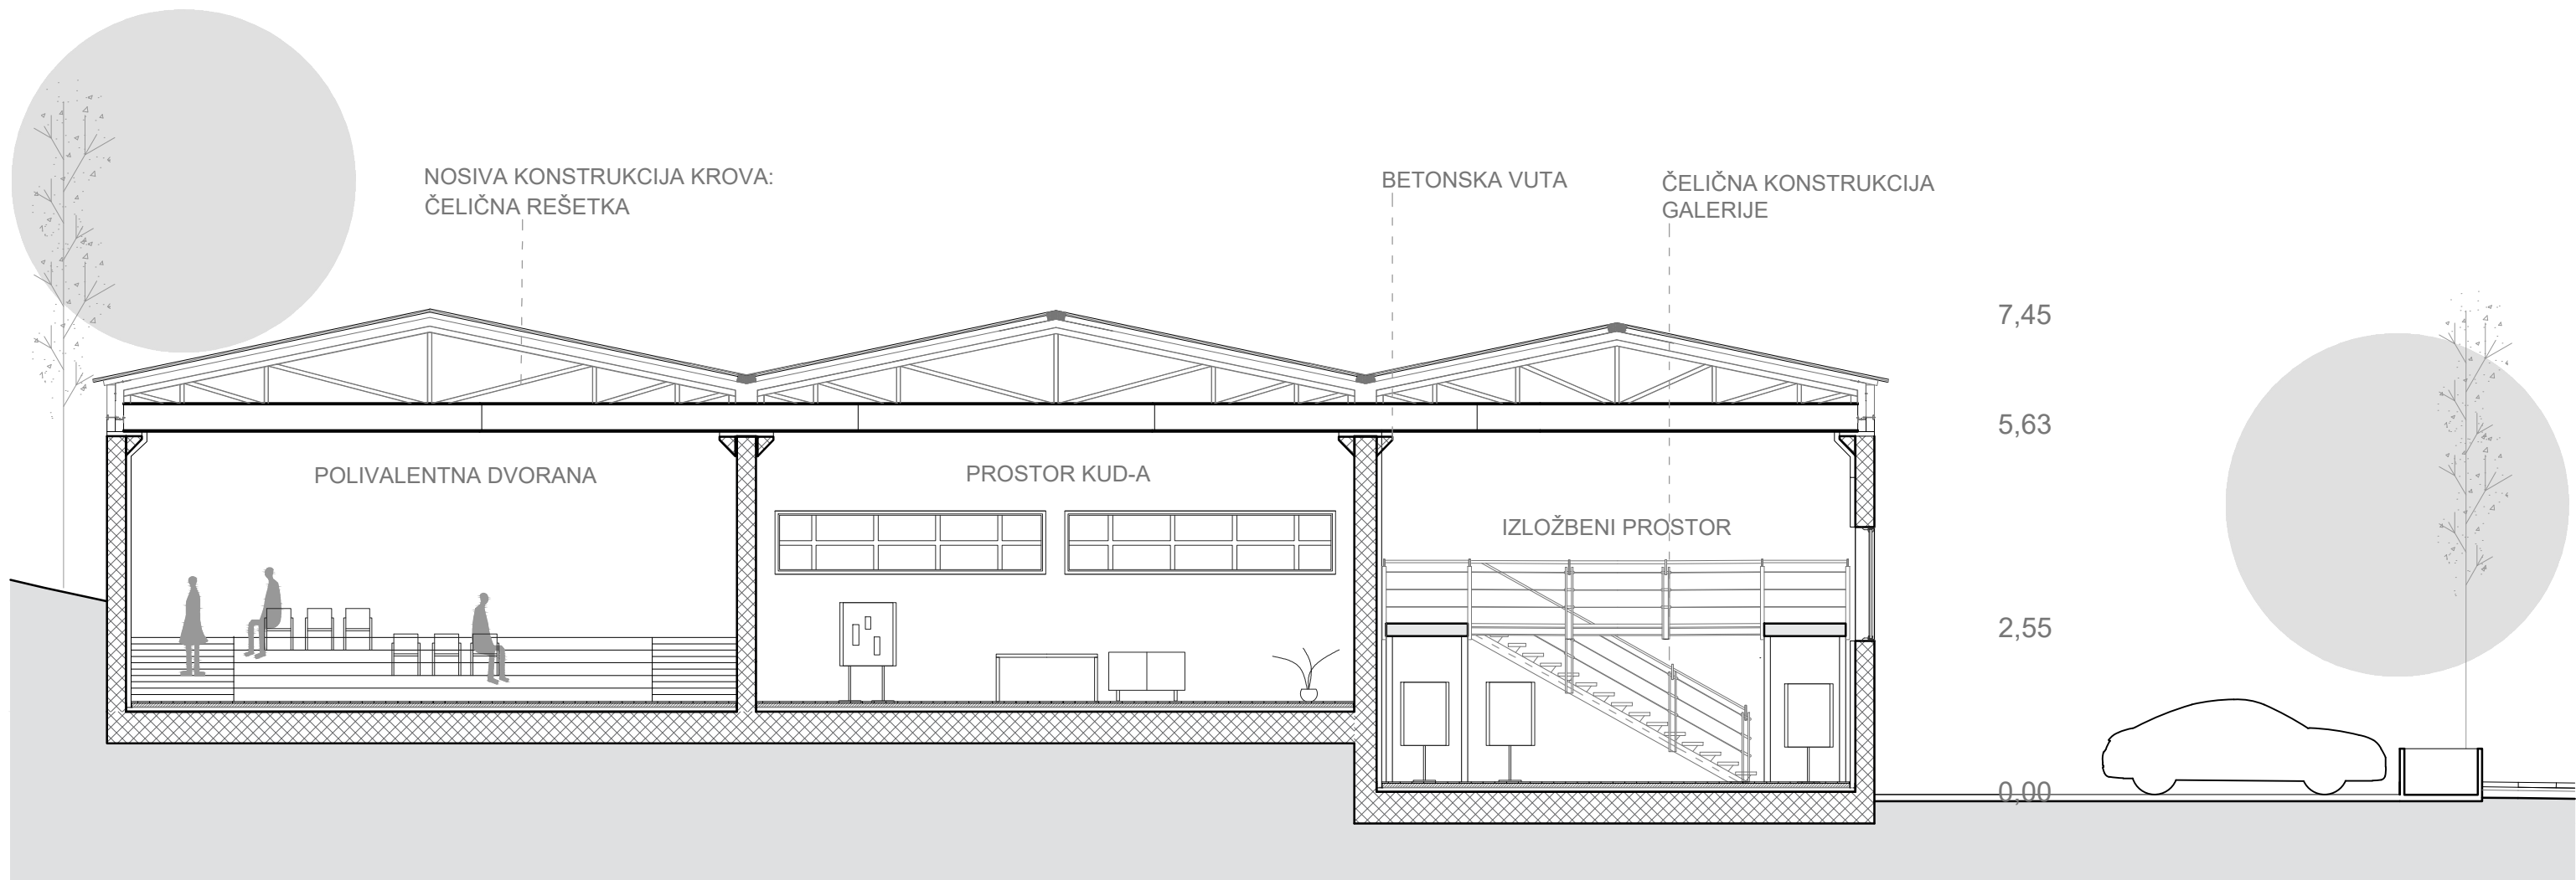 NOSIVA KONSTRUKCIJA KROVA:
ČELIČNA REŠETKA
BETONSKA VUTA
ČELIČNA KONSTRUKCIJA
GALERIJE
7,45
5,63
POLIVALENTNA DVORANA
PROSTOR KUD-A
IZLOŽBENI PROSTOR
2,55
0,00